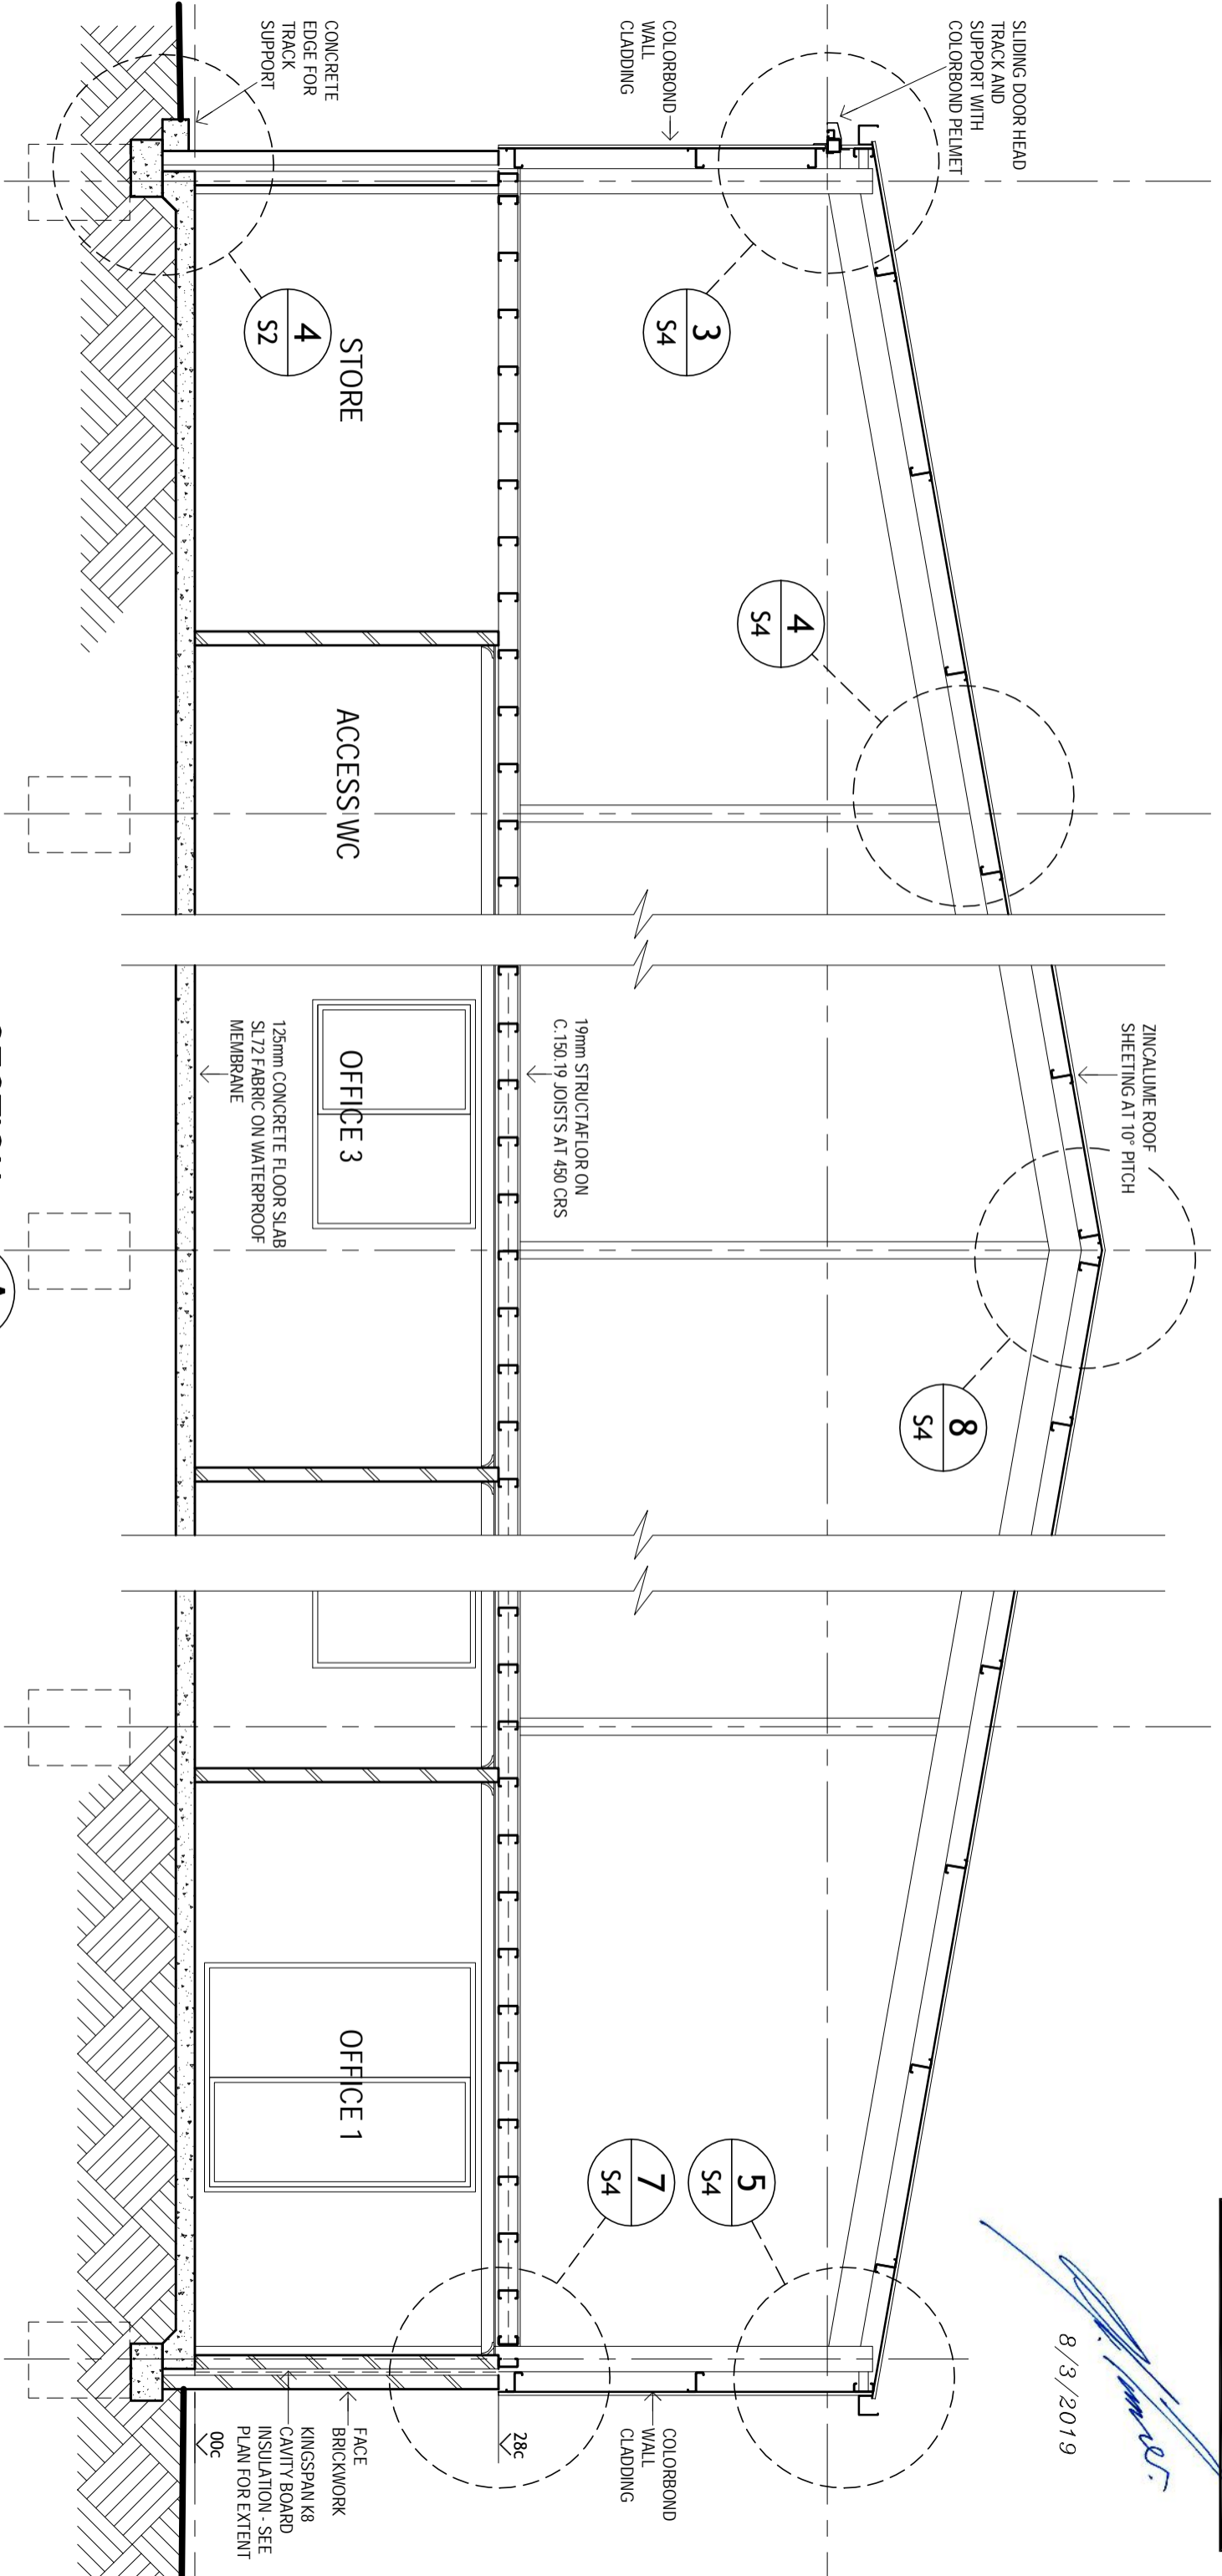 SLIDING DOOR HEAD
TRACK AND
SUPPORT WITH
COLORBOND PELMET
COLORBOND
WALL
CLADDING
CONCRETE
EDGE FOR
TRACK
SUPPORT
3
S4
4
S2
STORE
4
S4
ACCESS WC
ZINCALUME ROOF
SHEETING AT 10° PITCH
19mm STRUCTAFLOR ON
C.150.19 JOISTS AT 450 CRS
OFFICE 3
125mm CONCRETE FLOOR SLAB
SL72 FABRIC ON WATERPROOF
MEMBRANE
8
S4
OFFICE 1
5
S4
7
S4
8/3/2019
COLORBOND
WALL
CLADDING
28c
FACE
BRICKWORK
KINGSPAN K8
CAVITY BOARD
INSULATION - SEE
PLAN FOR EXTENT
00c